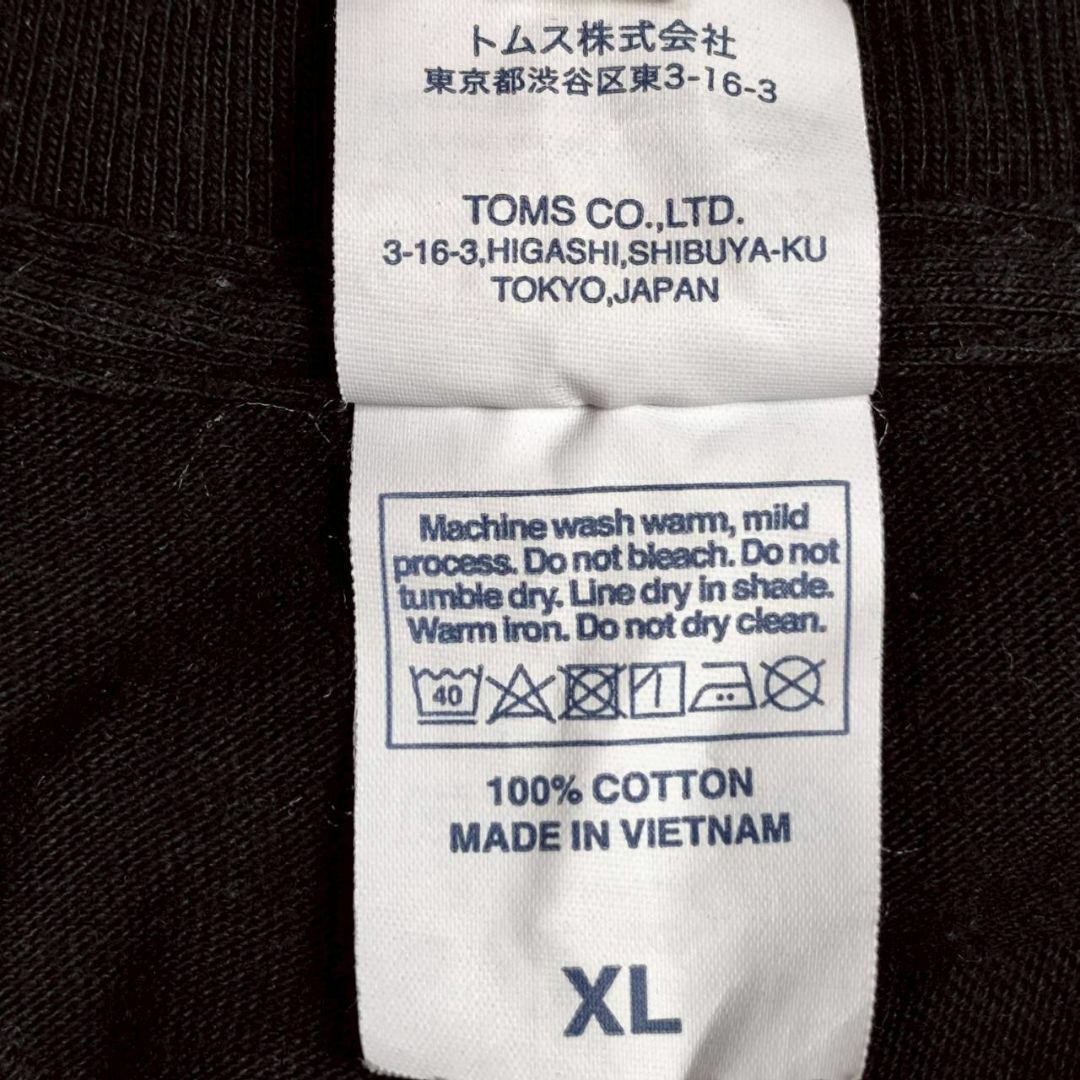 トムス株式会社
東京都渋谷区東3-16-3
TOMS CO.,LTD.
3-16-3,HIGASHI,SHIBUYA-KU
TOKYO,JAPAN
Machine wash warm, mild
process. Do not bleach. Do not
tumble dry. Line dry in shade.
Warm iron. Do not dry clean.
40
100% COTTON
MADE IN VIETNAM
XL